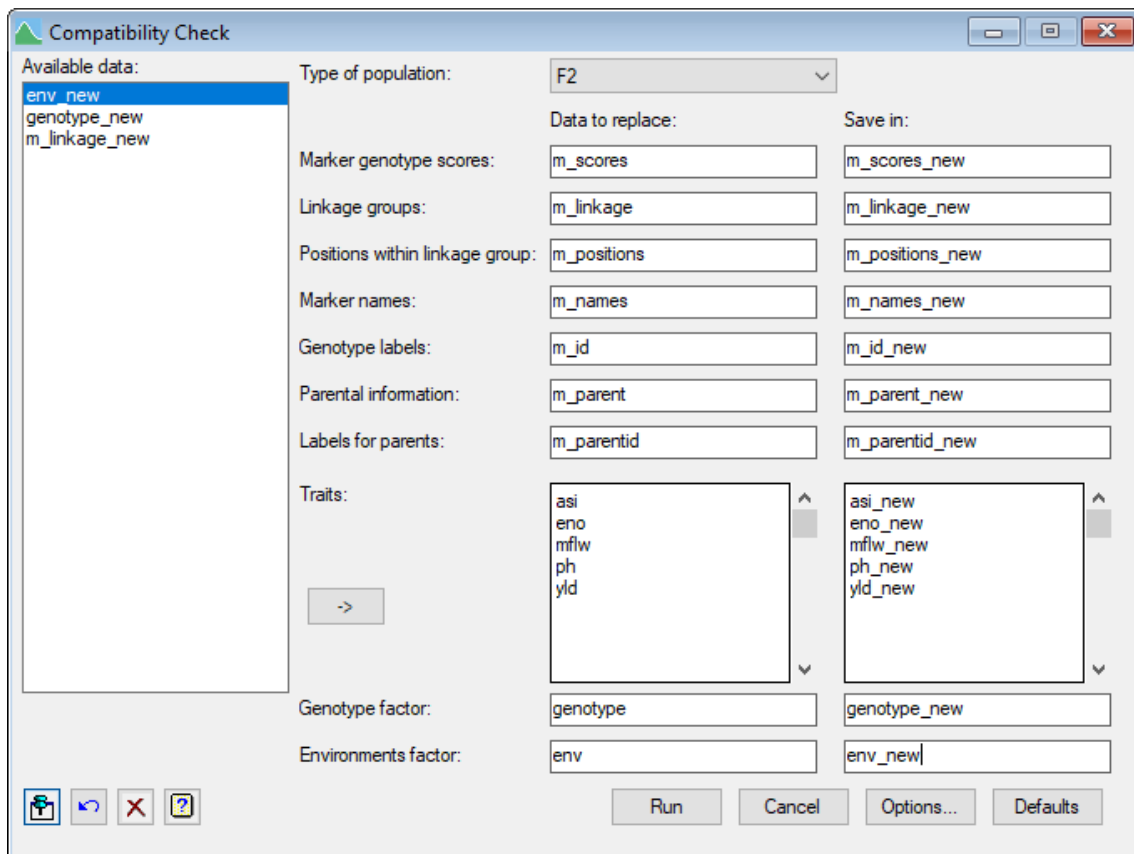 Compatibility Check
Available data:
env_new
genotype_new
m_linkage_new
Type of population: F2
Data to replace: Save in:
Marker genotype scores: m_scores m_scores_new
Linkage groups: m_linkage m_linkage_new
Positions within linkage group: m_positions m_positions_new
Marker names: m_names m_names_new
Genotype labels: m_id m_id_new
Parental information: m_parent m_parent_new
Labels for parents: m_parentid m_parentid_new
Traits: asi asi_new
eno eno_new
mflw mflw_new
ph ph_new
yld yld_new
->
Genotype factor: genotype genotype_new
Environments factor: env env_new
Run Cancel Options... Defaults